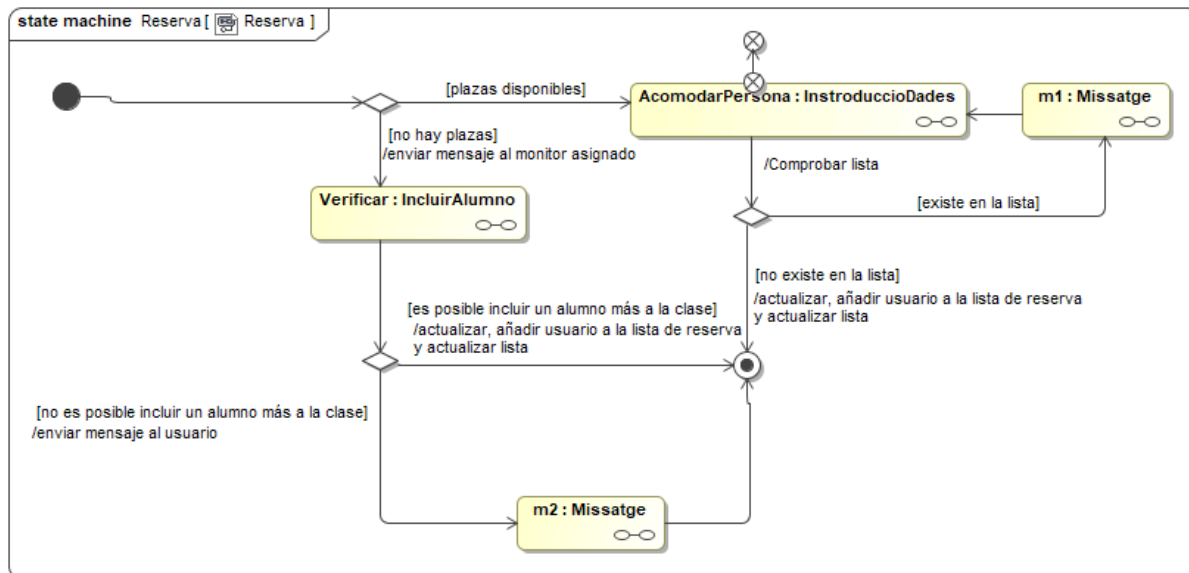 state machine Reserva [ Reserva ]
[plazas disponibles]
AcomodarPersona : InstroduccioDades
m1 : Missatge
[no hay plazas]
/enviar mensaje al monitor asignado
/Comprobar lista
Verificar : IncluirAlumno
[existe en la lista]
[no existe en la lista]
/actualizar, añadir usuario a la lista de reserva
y actualizar lista
[es posible incluir un alumno más a la clase]
/actualizar, añadir usuario a la lista de reserva
y actualizar lista
[no es posible incluir un alumno más a la clase]
/enviar mensaje al usuario
m2 : Missatge